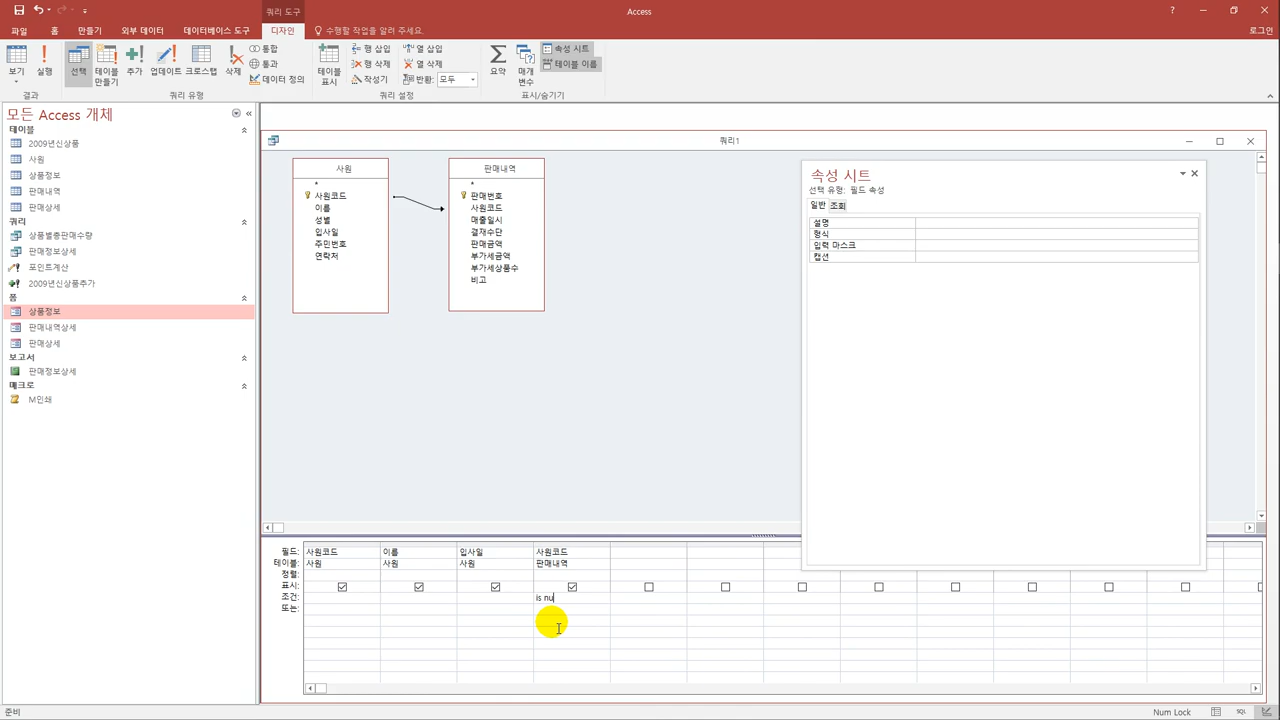 쿼리 도구
Access
로그인
파일
홈
만들기
외부 데이터
데이터베이스 도구
디자인
수행할 작업을 알려 주세요.
보기
실행
선택
테이블 만들기
추가
업데이트
크로스탭
삭제
통합
통과
데이터 정의
테이블 표시
행 삽입
행 삭제
작성기
열 삽입
열 삭제
반환: 모두
요약
매개 변수
속성 시트
테이블 이름
결과
쿼리 유형
쿼리 설정
표시/숨기기
모든 Access 개체
테이블
2009년신상품
사원
상품정보
판매내역
판매상세
쿼리
상품별총판매수량
판매정보상세
포인트계산
2009년신상품추가
폼
상품정보
판매내역상세
판매상세
보고서
판매정보상세
매크로
M인쇄
쿼리1
사원
*
사원코드
이름
성별
입사일
주민번호
연락처
판매내역
*
판매번호
사원코드
매출일시
결재수단
판매금액
부가세금액
부가세상품수
비고
속성 시트
선택 유형: 필드 속성
일반 조회
설명
형식
입력 마스크
캡션
필드: 사원코드 이름 입사일 사원코드
테이블: 사원 사원 사원 판매내역
정렬:
표시:
조건: is nu
또는:
준비
Num Lock
SQL